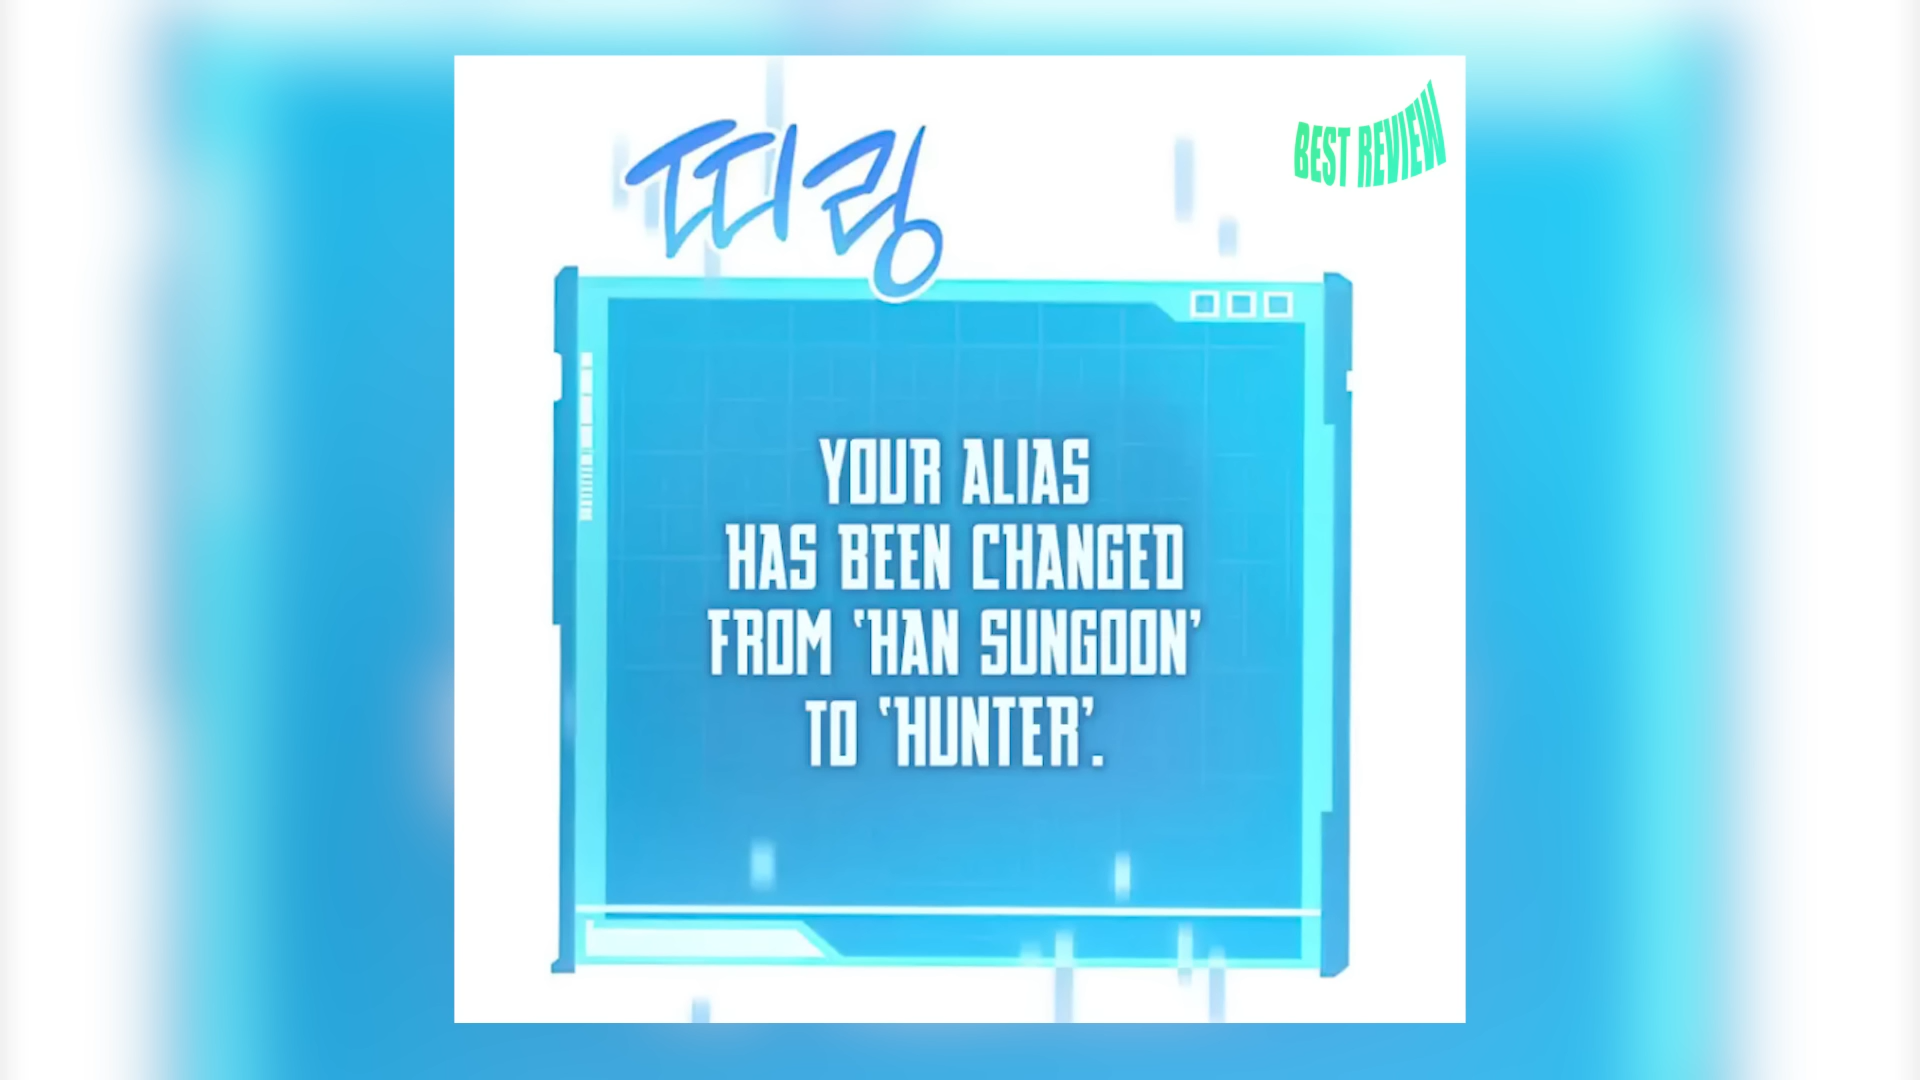 띠링
BEST REVIEW
YOUR ALIAS
HAS BEEN CHANGED
FROM ‘HAN SUNGOON’
TO ‘HUNTER’.